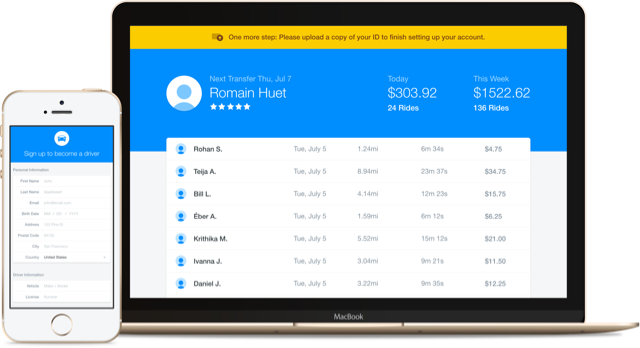 One more step: Please upload a copy of your ID to finish setting up your account.
Next Transfer Thu, Jul 7
Romain Huet
Today
$303.92
24 Rides
This Week
$1522.62
136 Rides
Rohan S. Tue, July 5 1.24mi 6m 34s $4.75
Teija A. Tue, July 5 8.94mi 23m 37s $34.75
Bill L. Tue, July 5 4.14mi 12m 23s $15.75
Éber A. Tue, July 5 1.59mi 6m 12s $6.25
Krithika M. Tue, July 5 5.52mi 15m 12s $21.00
Ivanna J. Tue, July 5 3.04mi 9m 21s $11.50
Daniel J. Tue, July 5 3.22mi 9m 35s $12.25
MacBook
Sign up to become a driver
Personal Information
First Name
Last Name
Email
Birth Date
Address
Postal Code
City San Francisco
Country United States
Driver Information
Vehicle
License